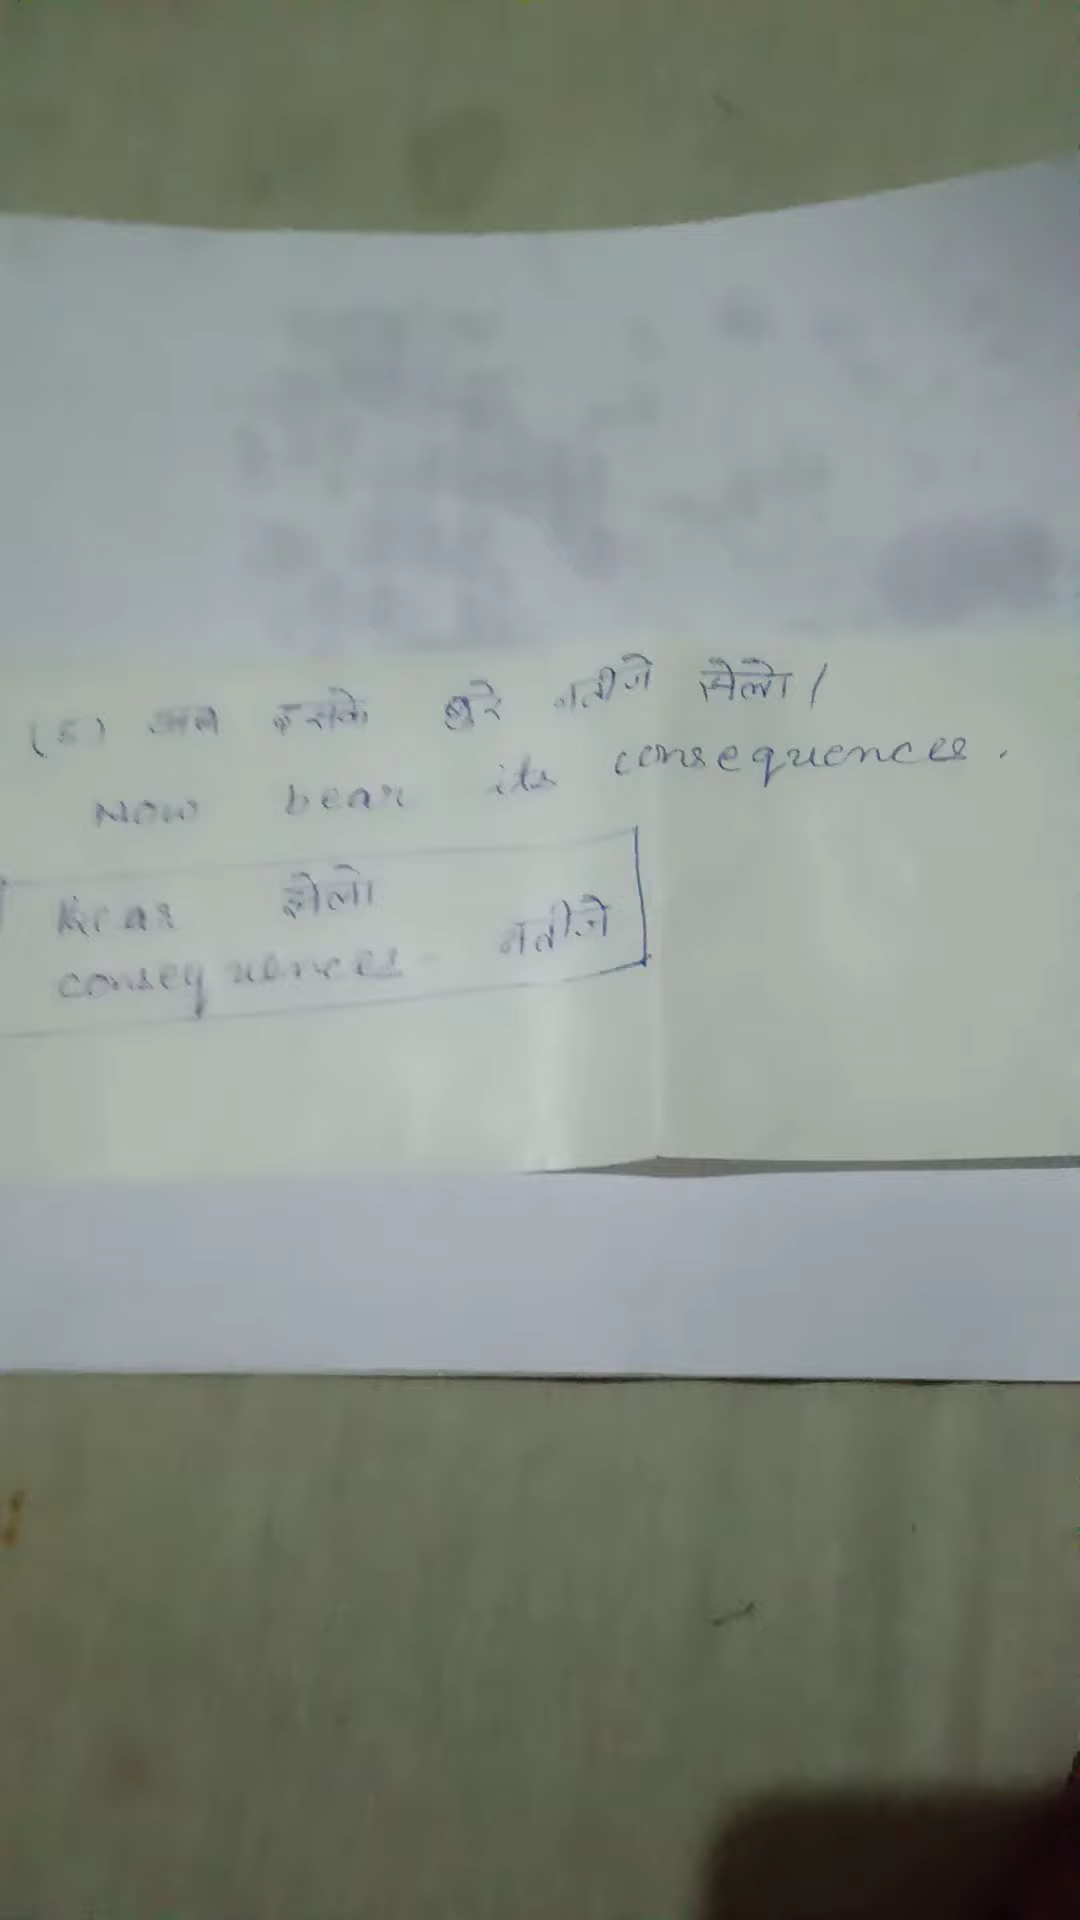 (5) अब इसके बुरे नतीजे झेलो।
Now bear its consequences.
Bear झेलो
consequences - नतीजे